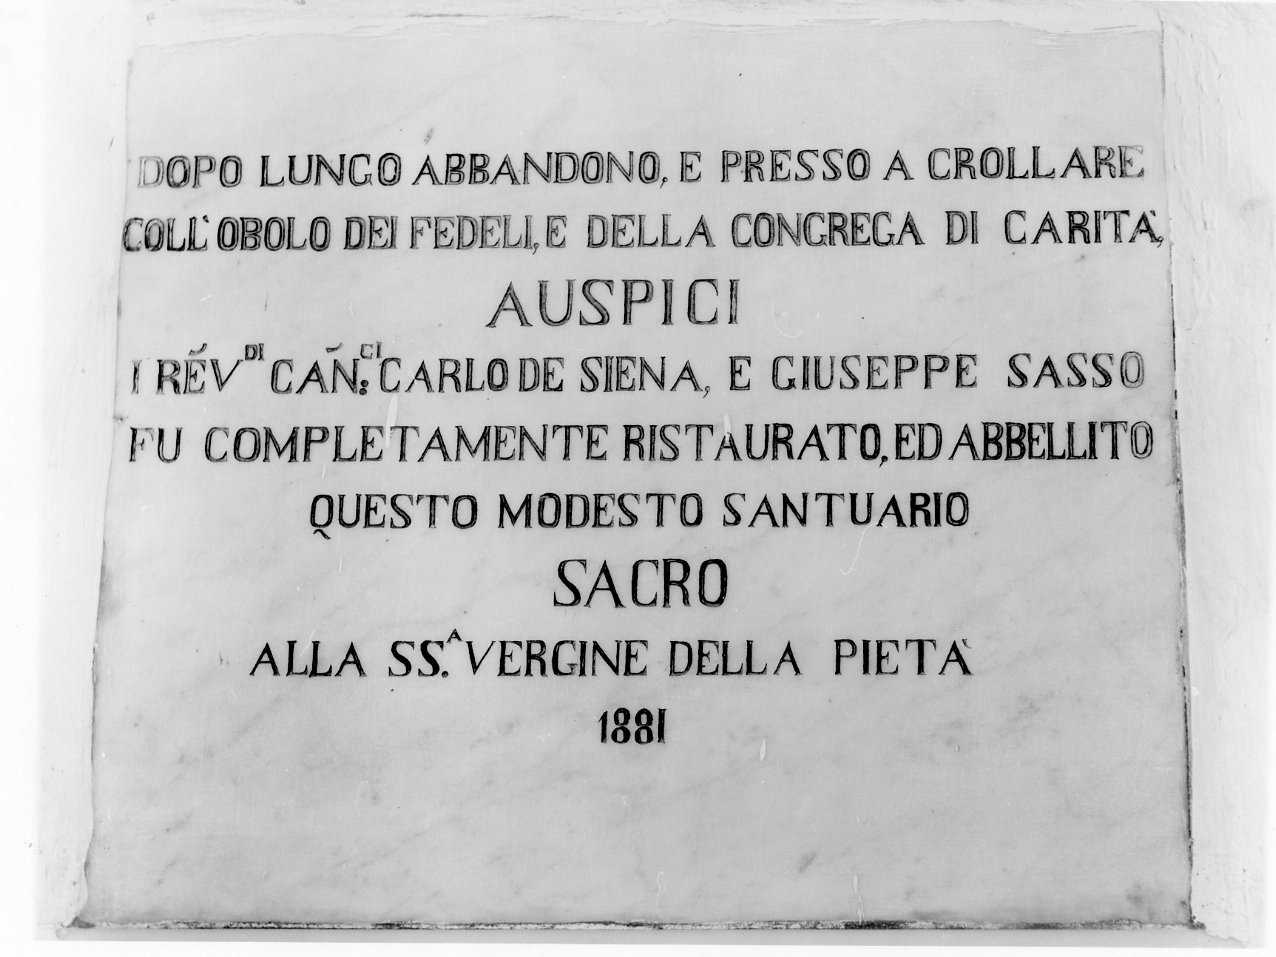 DOPO LUNGO ABBANDONO, E PRESSO A CROLLARE
COLL'OBOLO DEI FEDELI, E DELLA CONGREGA DI CARITÀ,
AUSPICI
I REV.DI CAN.CI CARLO DE SIENA, E GIUSEPPE SASSO
FU COMPLETAMENTE RISTAURATO, ED ABBELLITO
QUESTO MODESTO SANTUARIO
SACRO
ALLA SS.A VERGINE DELLA PIETÀ
1881